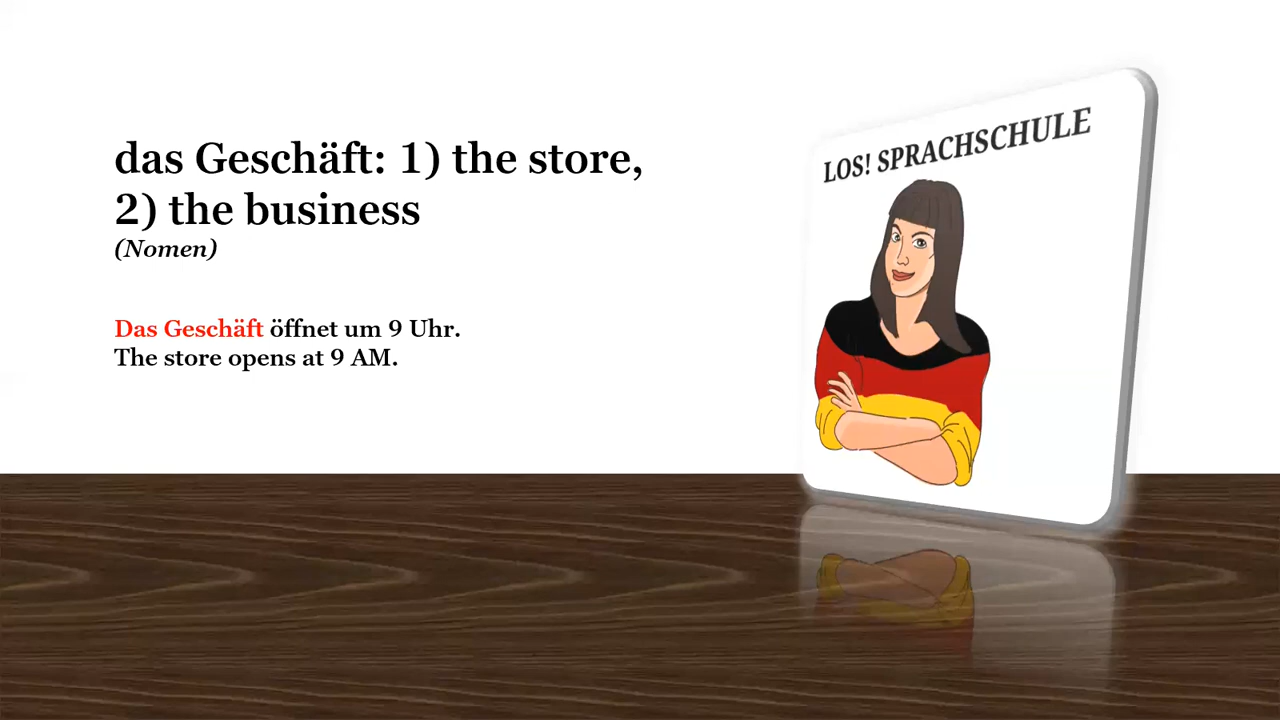 das Geschäft: 1) the store,
2) the business
(Nomen)
Das Geschäft öffnet um 9 Uhr.
The store opens at 9 AM.
LOS! SPRACHSCHULE